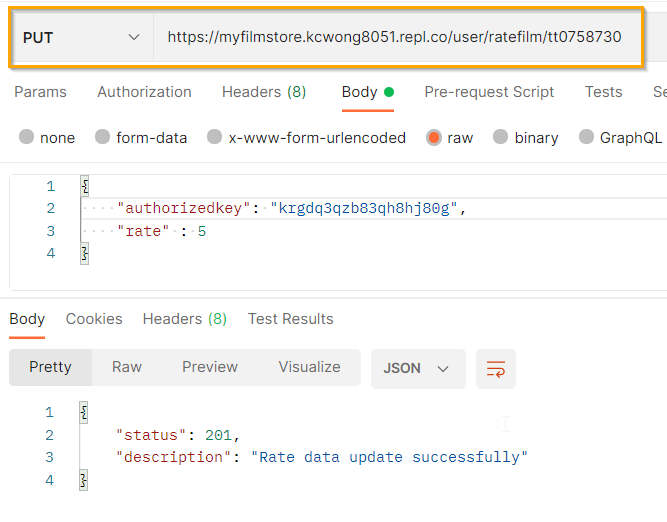 PUT https://myfilmstore.kcwong8051.repl.co/user/ratefilm/tt0758730
Params Authorization Headers (8) Body Pre-request Script Tests Se
none form-data x-www-form-urlencoded raw binary GraphQL
1 {
2 "authorizedkey": "krgdq3qzb83qh8hj80g",
3 "rate" : 5
4 }
Body Cookies Headers (8) Test Results
Pretty Raw Preview Visualize JSON
1 {
2 "status": 201,
3 "description": "Rate data update successfully"
4 }